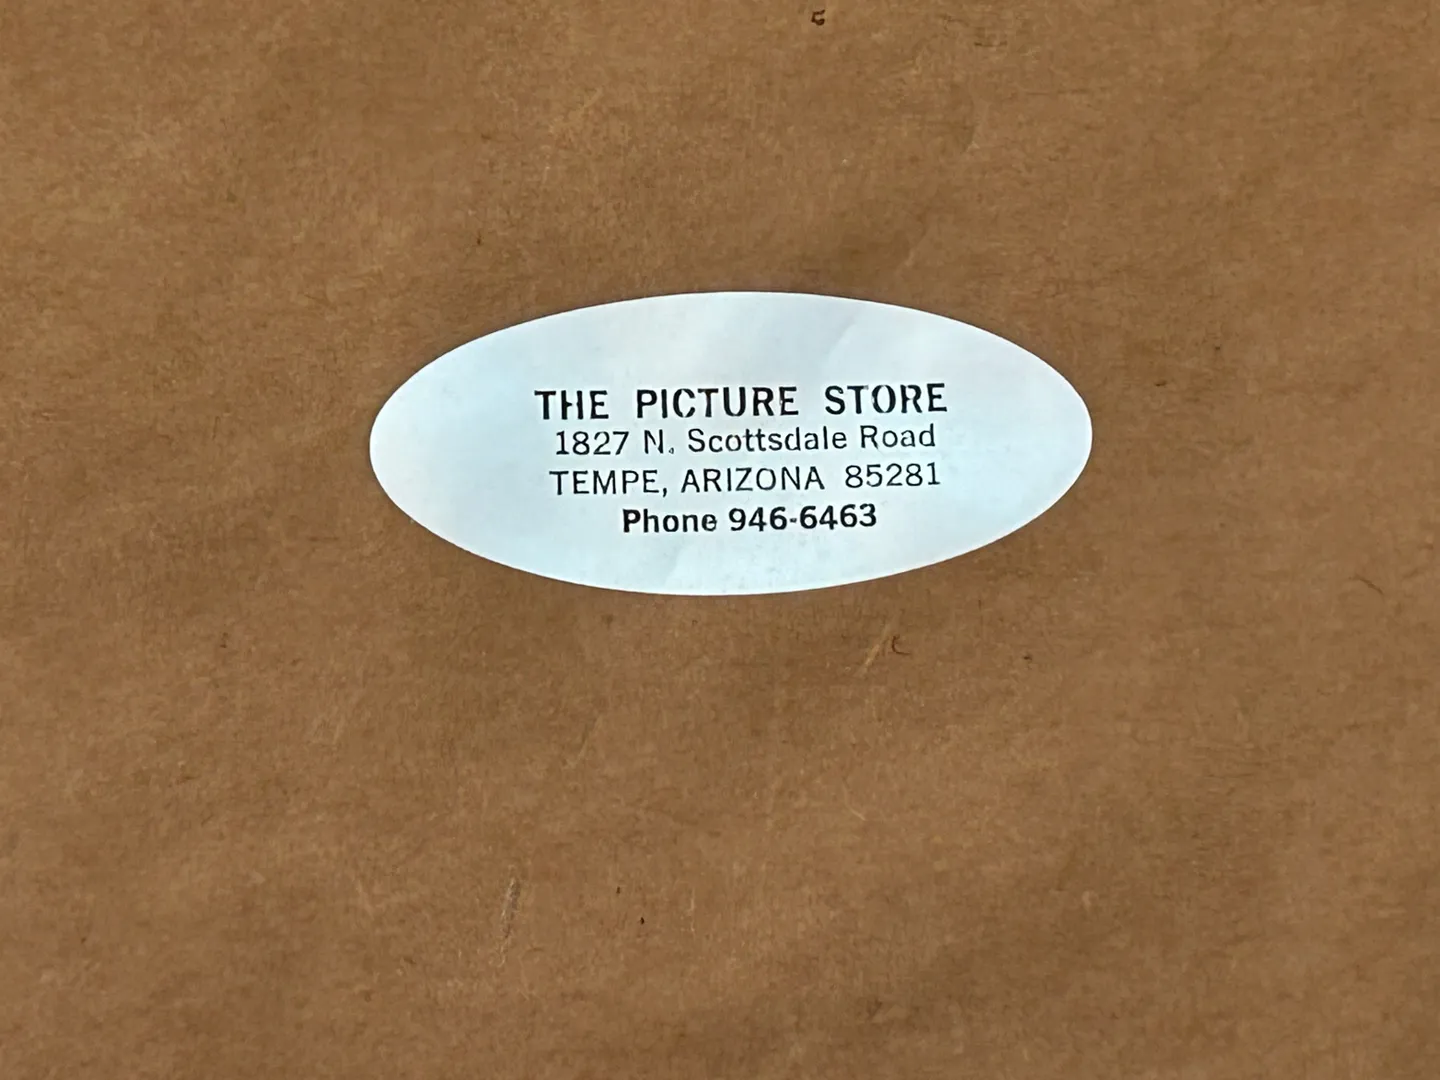 THE PICTURE STORE
1827 N. Scottsdale Road
TEMPE, ARIZONA 85281
Phone 946-6463